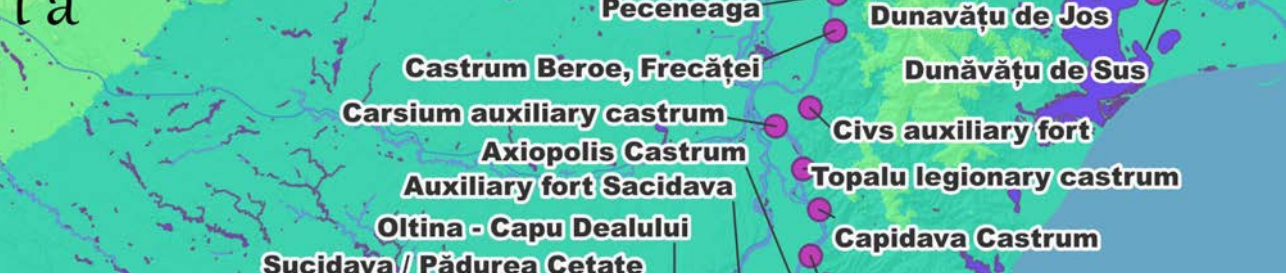 ra
Peceneaga
Dunavățu de Jos
Castrum Beroe, Frecăței
Dunăvățu de Sus
Carsium auxiliary castrum
Civs auxiliary fort
Axiopolis Castrum
Topalu legionary castrum
Auxiliary fort Sacidava
Oltina - Capu Dealului
Capidava Castrum
Sucidava / Pădurea Cetate